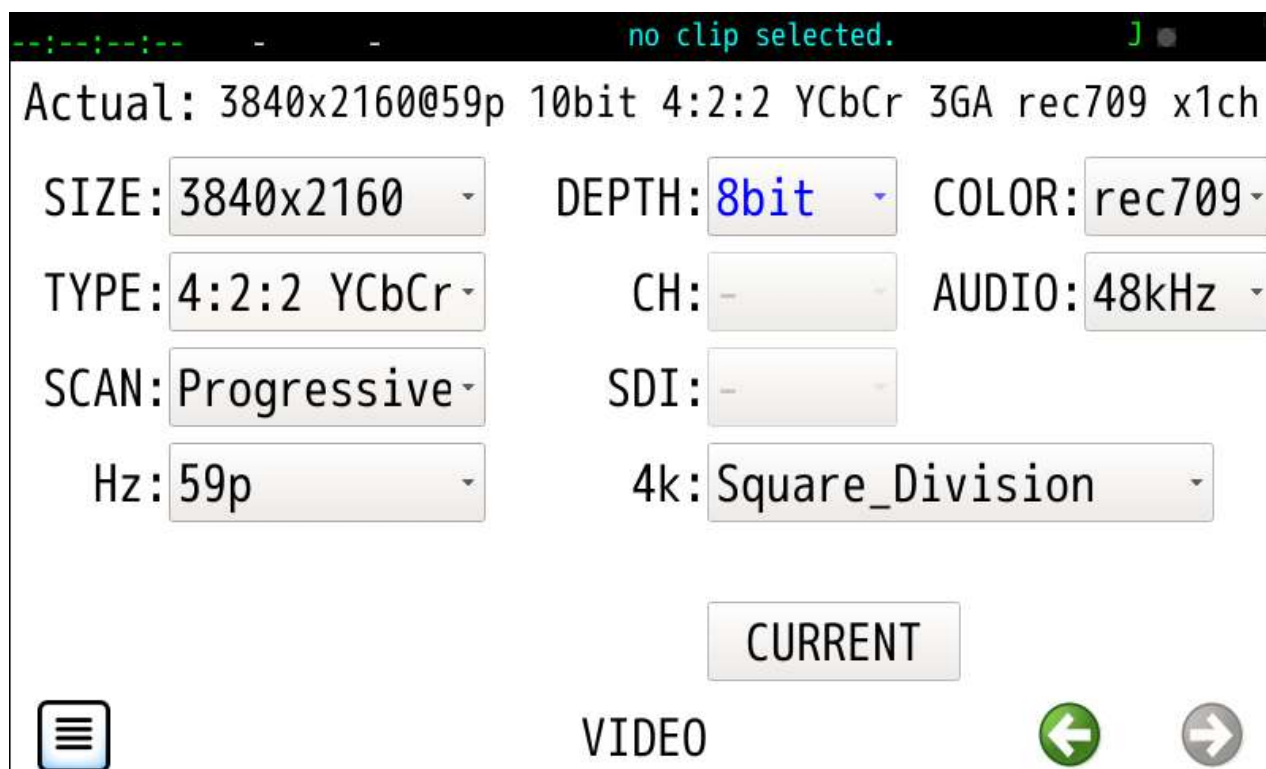 --:--:--:-- - - no clip selected. J
Actual: 3840x2160@59p 10bit 4:2:2 YCbCr 3GA rec709 x1ch
SIZE: 3840x2160 DEPTH: 8bit COLOR: rec709
TYPE: 4:2:2 YCbCr CH: - AUDIO: 48kHz
SCAN: Progressive SDI: -
Hz: 59p 4k: Square_Division
CURRENT
VIDEO